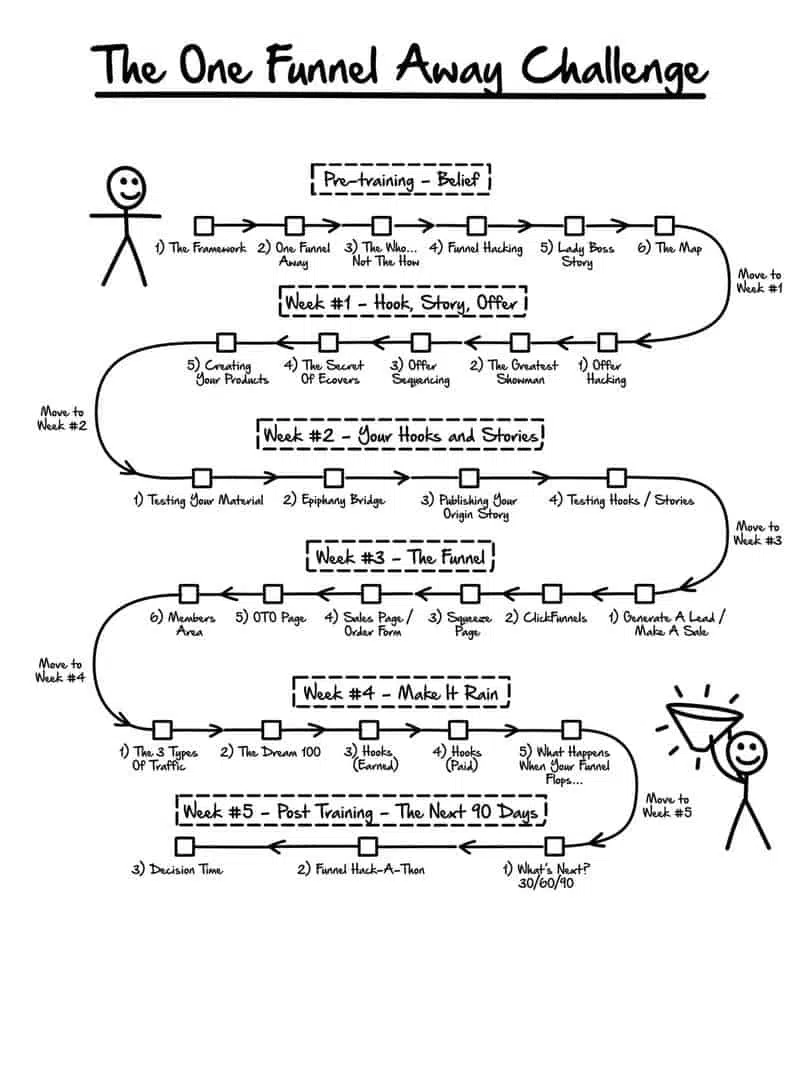 The One Funnel Away Challenge
Pre-training - Belief
1) The Framework
2) One Funnel
Away
3) The Who...
Not The How
4) Funnel Hacking
5) Lady Boss
Story
6) The Map
Move to
Week #1
Week #1 - Hook, Story, Offer
5) Creating
Your Products
4) The Secret
Of Ecovers
3) Offer
Sequencing
2) The Greatest
Showman
1) Offer
Hacking
Move to
Week #2
Week #2 - Your Hooks and Stories
1) Testing Your Material
2) Epiphany Bridge
3) Publishing Your
Origin Story
4) Testing Hooks / Stories
Move to
Week #3
Week #3 - The Funnel
6) Members
Area
5) OTO Page
4) Sales Page /
Order Form
3) Squeeze
Page
2) ClickFunnels
1) Generate A Lead /
Make A Sale
Move to
Week #4
Week #4 - Make It Rain
1) The 3 Types
Of Traffic
2) The Dream 100
3) Hooks
(Earned)
4) Hooks
(Paid)
5) What Happens
When Your Funnel
Flops...
Move to
Week #5
Week #5 - Post Training - The Next 90 Days
3) Decision Time
2) Funnel Hack-A-Thon
1) What's Next?
30/60/90